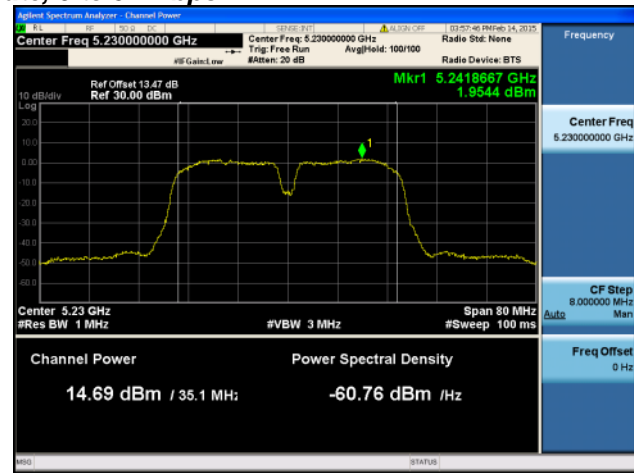 Agilent Spectrum Analyzer - Channel Power
RL RF 50 Ω DC SENSE:INT ALIGN OFF 03:57:46 PM Feb 14, 2015
Center Freq 5.230000000 GHz
Center Freq: 5.230000000 GHz
Radio Std: None
Trig: Free Run Avg|Hold: 100/100
#IFGain:Low #Atten: 20 dB Radio Device: BTS
Ref Offset 13.47 dB
Mkr1 5.2418667 GHz
10 dB/div Ref 30.00 dBm 1.9544 dBm
Log
20.0
10.0
0.00
-10.0
-20.0
-30.0
-40.0
-50.0
-60.0
1
Center 5.23 GHz Span 80 MHz
#Res BW 1 MHz #VBW 3 MHz #Sweep 100 ms
Channel Power Power Spectral Density
14.69 dBm / 35.1 MHz -60.76 dBm /Hz
MSG STATUS
Frequency
Center Freq
5.230000000 GHz
CF Step
8.000000 MHz
Auto Man
Freq Offset
0 Hz